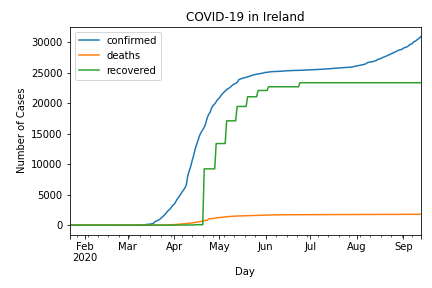 COVID-19 in Ireland
confirmed
deaths
recovered
Number of Cases
30000
25000
20000
15000
10000
5000
0
Feb Mar Apr May Jun Jul Aug Sep
2020
Day